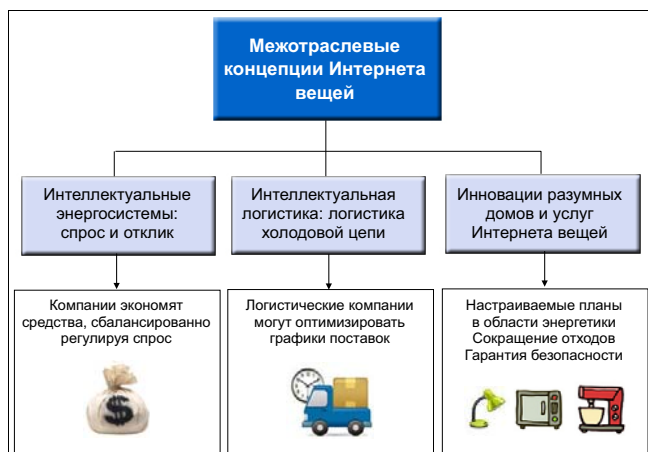 Межотраслевые
концепции Интернета
вещей
Интеллектуальные
энергосистемы:
спрос и отклик
Интеллектуальная
логистика: логистика
холодовой цепи
Инновации разумных
домов и услуг
Интернета вещей
Компании экономят
средства, сбалансированно
регулируя спрос
$
Логистические компании
могут оптимизировать
графики поставок
Настраиваемые планы
в области энергетики
Сокращение отходов
Гарантия безопасности